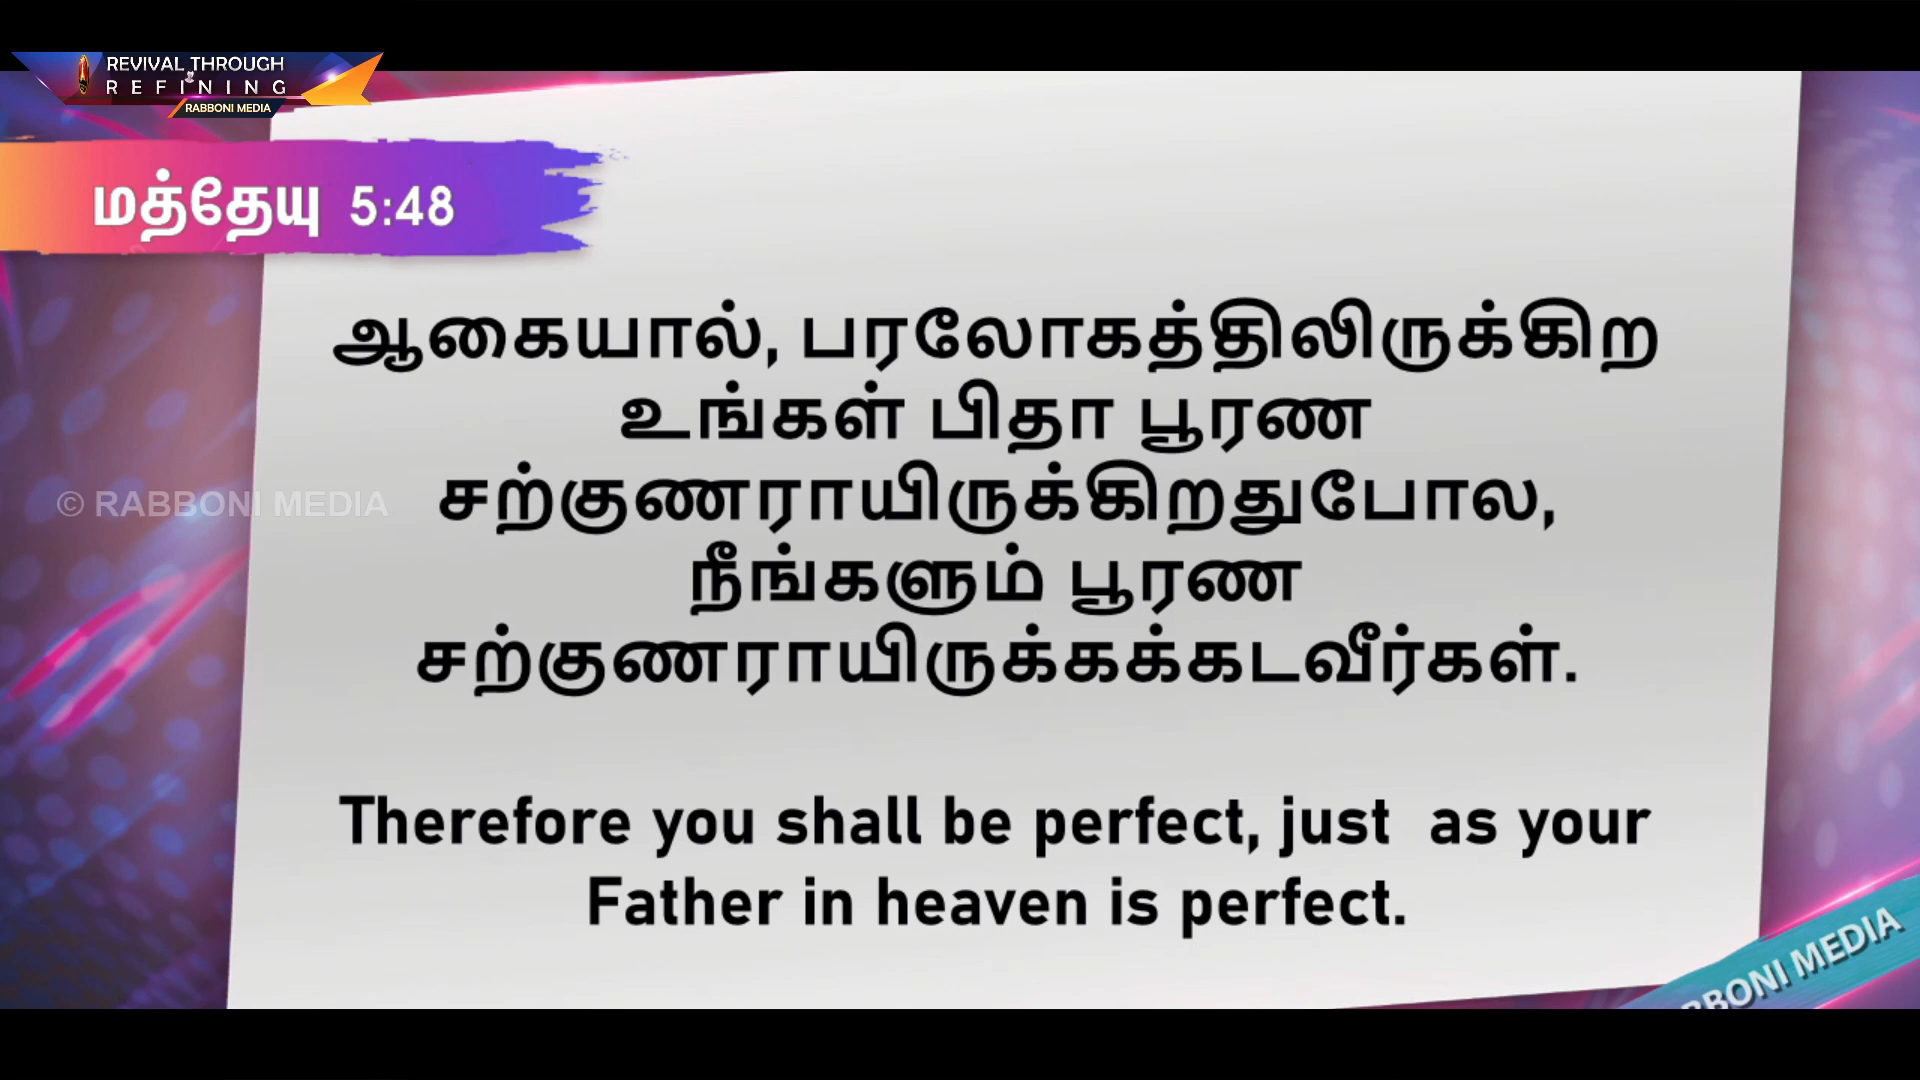 REVIVAL THROUGH
REFINING
RABBONI MEDIA
மத்தேயு 5:48
ஆகையால், பரலோகத்திலிருக்கிற
உங்கள் பிதா பூரண
சற்குணராயிருக்கிறதுபோல,
நீங்களும் பூரண
சற்குணராயிருக்கக்கடவீர்கள்.
© RABBONI MEDIA
Therefore you shall be perfect, just as your
Father in heaven is perfect.
MEDIA